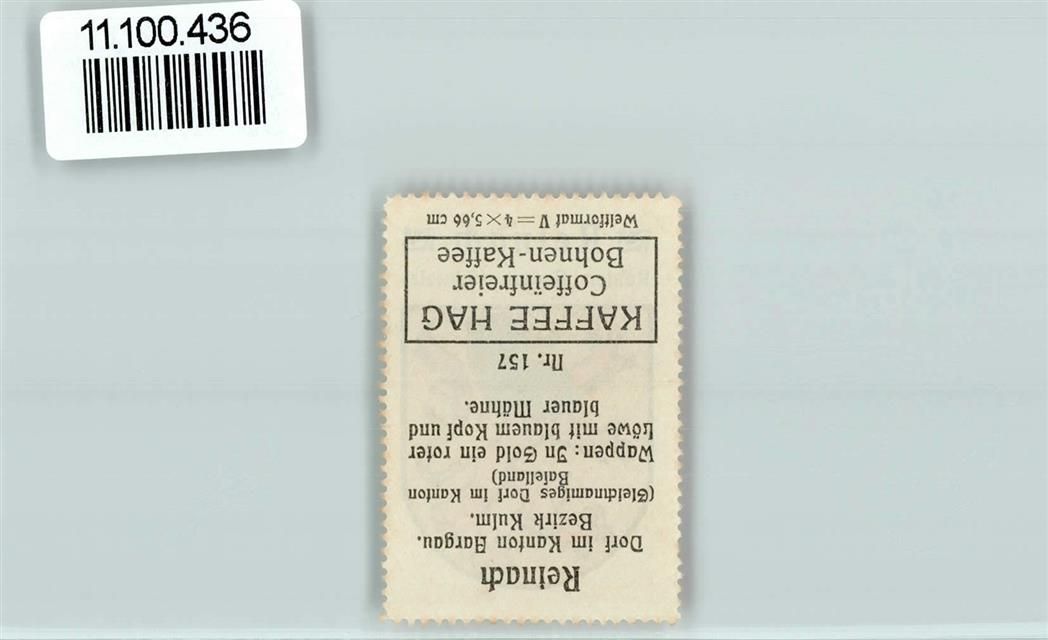 11.100.436
Reinach
Dorf im Kanton Aargau.
Bezirk Kulm.
(Gleichnamiges Dorf im Kanton
Baselland)
Wappen: In Gold ein roter
Löwe mit blauem Kopf und
blauer Mähne.
Nr. 157
KAFFEE HAG
Coffeïnfreier
Bohnen-Kaffee
Weltformat V=4×5,66 cm